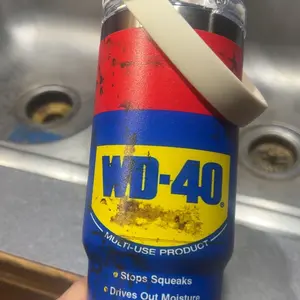 WD-40®
MULTI-USE PRODUCT
• Stops Squeaks
• Drives Out Moisture